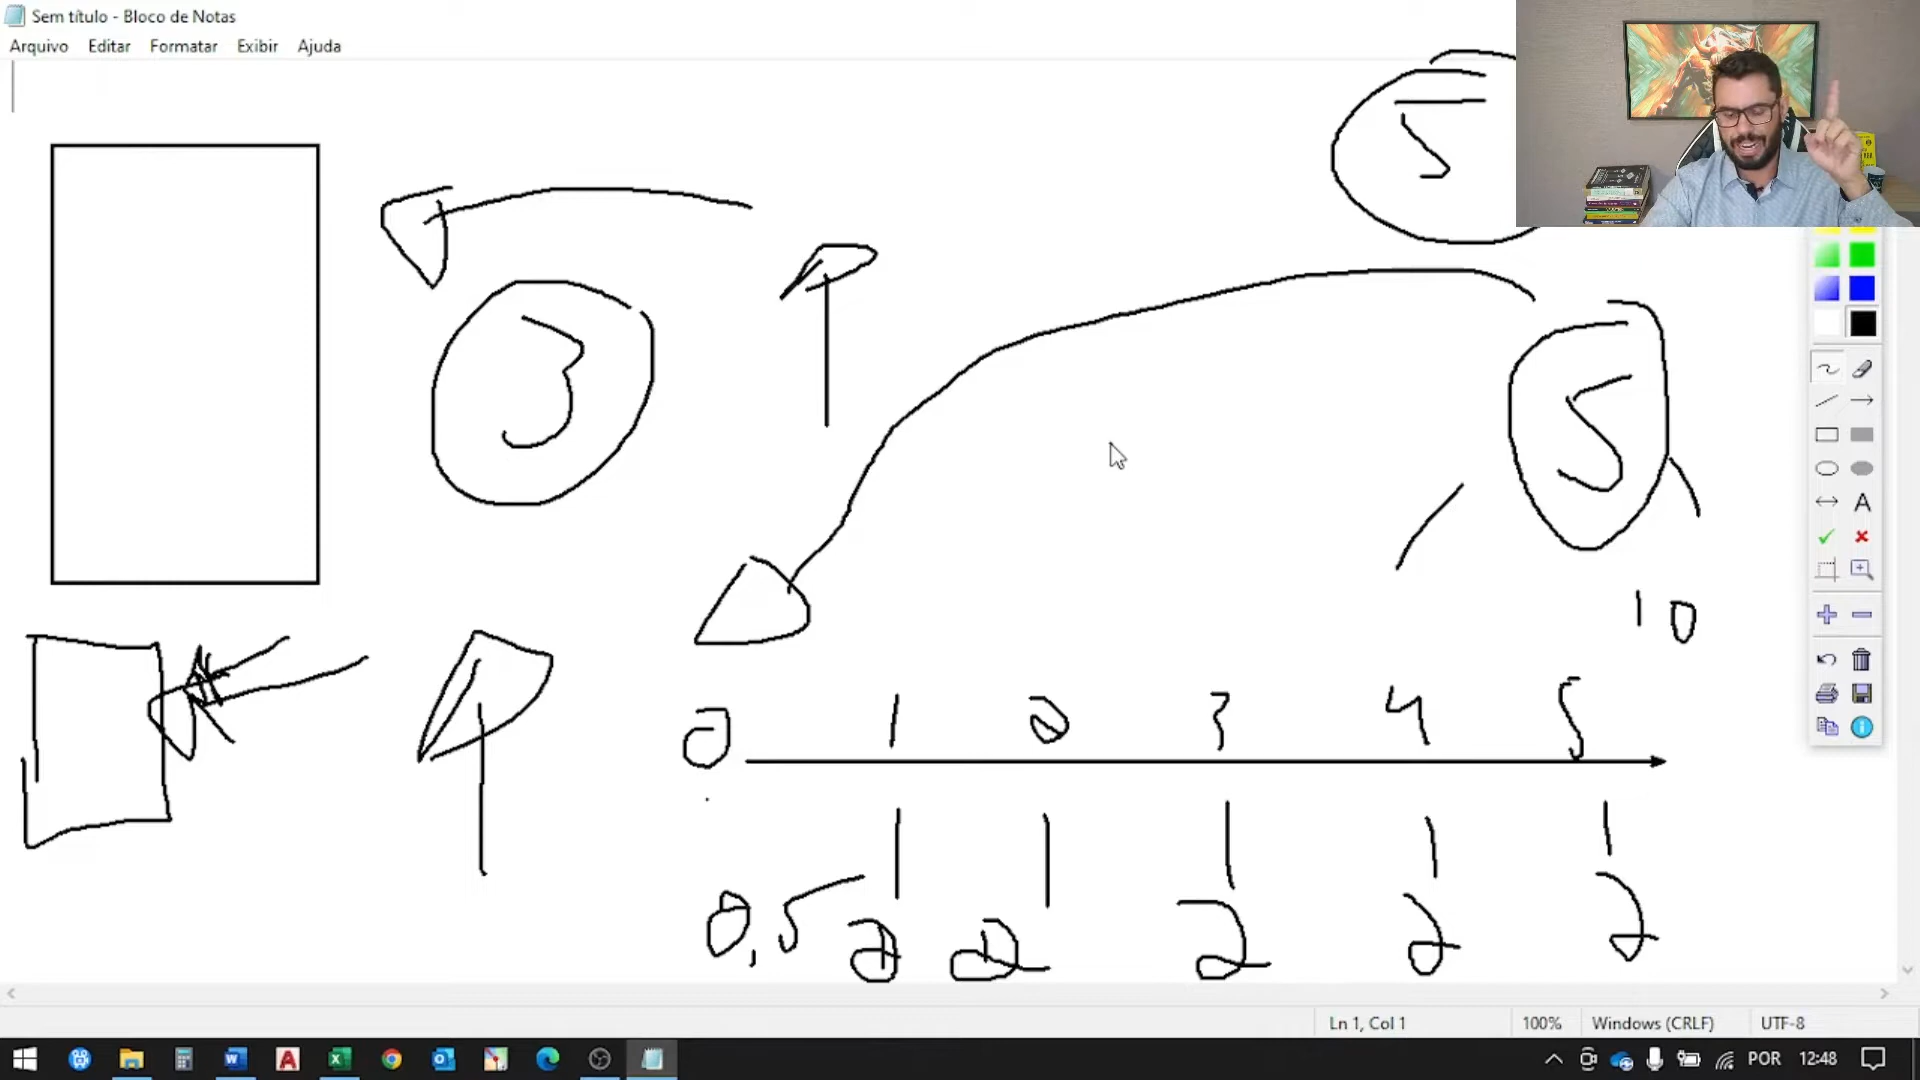 Sem título - Bloco de Notas
Arquivo Editar Formatar Exibir Ajuda
5
3
5
10
0 1 2 3 4 5
0,5 2 2 2 2 2
A
Ln 1, Col 1 100% Windows (CRLF) UTF-8
POR 12:48